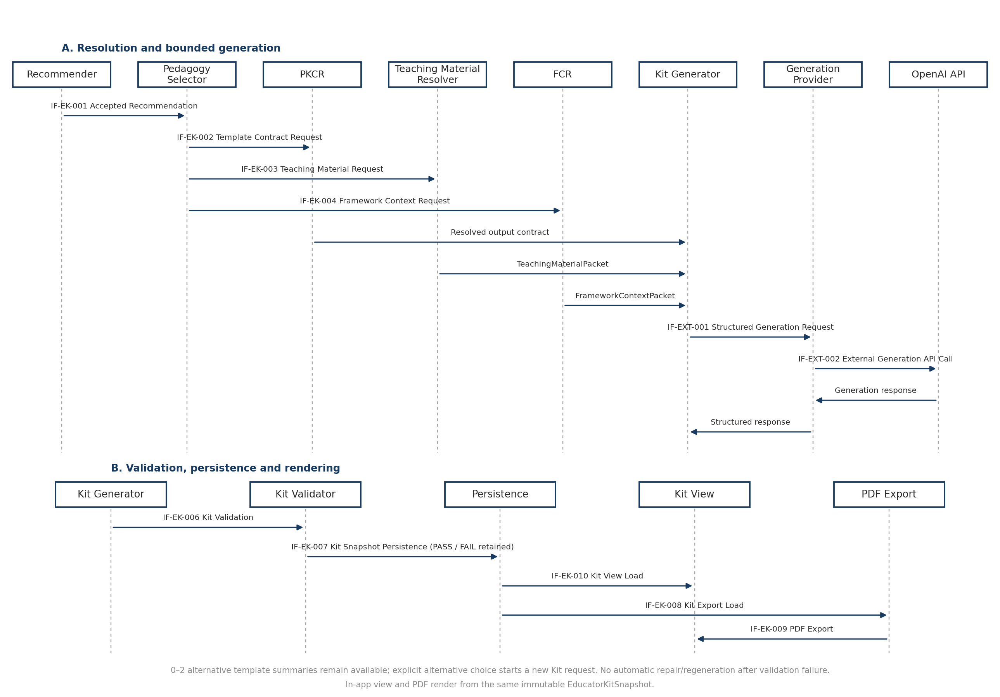 A. Resolution and bounded generation
Recommender
Pedagogy
Selector
PKCR
Teaching Material
Resolver
FCR
Kit Generator
Generation
Provider
OpenAI API
IF-EK-001 Accepted Recommendation
IF-EK-002 Template Contract Request
IF-EK-003 Teaching Material Request
IF-EK-004 Framework Context Request
Resolved output contract
TeachingMaterialPacket
FrameworkContextPacket
IF-EXT-001 Structured Generation Request
IF-EXT-002 External Generation API Call
Generation response
Structured response
B. Validation, persistence and rendering
Kit Generator
Kit Validator
Persistence
Kit View
PDF Export
IF-EK-006 Kit Validation
IF-EK-007 Kit Snapshot Persistence (PASS / FAIL retained)
IF-EK-010 Kit View Load
IF-EK-008 Kit Export Load
IF-EK-009 PDF Export
0–2 alternative template summaries remain available; explicit alternative choice starts a new Kit request. No automatic repair/regeneration after validation failure.
In-app view and PDF render from the same immutable EducatorKitSnapshot.